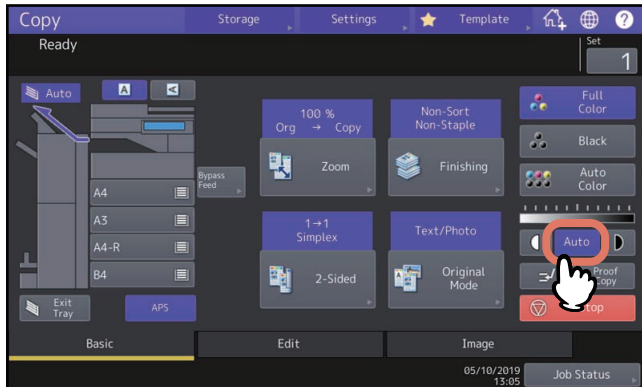 Copy
Storage
Settings
Template
?
Ready
Set
1
Auto
A
A
100 %
Org → Copy
Zoom
Non-Sort
Non-Staple
Finishing
Full
Color
Black
Auto
Color
Bypass
Feed
A4
A3
A4-R
B4
1→1
Simplex
2-Sided
Text/Photo
Original
Mode
Auto
Proof
Copy
Stop
Exit
Tray
APS
Basic
Edit
Image
05/10/2019
13:05
Job Status